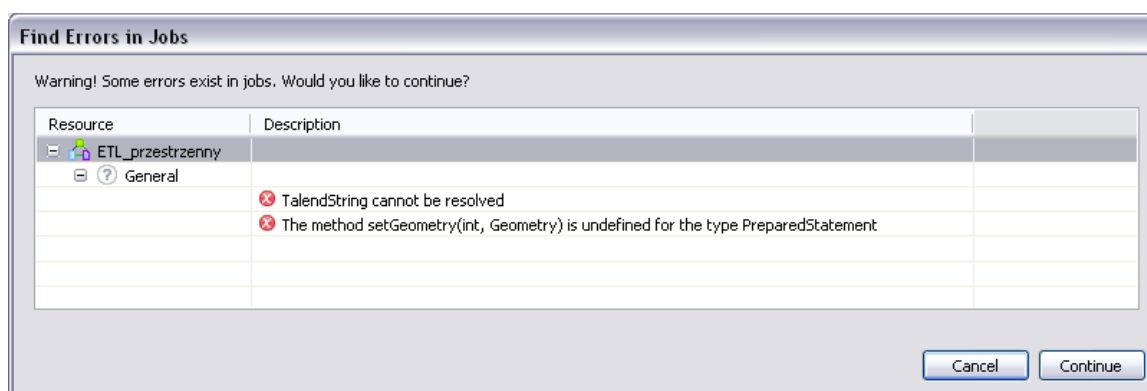 Find Errors in Jobs
Warning! Some errors exist in jobs. Would you like to continue?
Resource Description
ETL_przestrzenny
? General
TalendString cannot be resolved
The method setGeometry(int, Geometry) is undefined for the type PreparedStatement
Cancel Continue